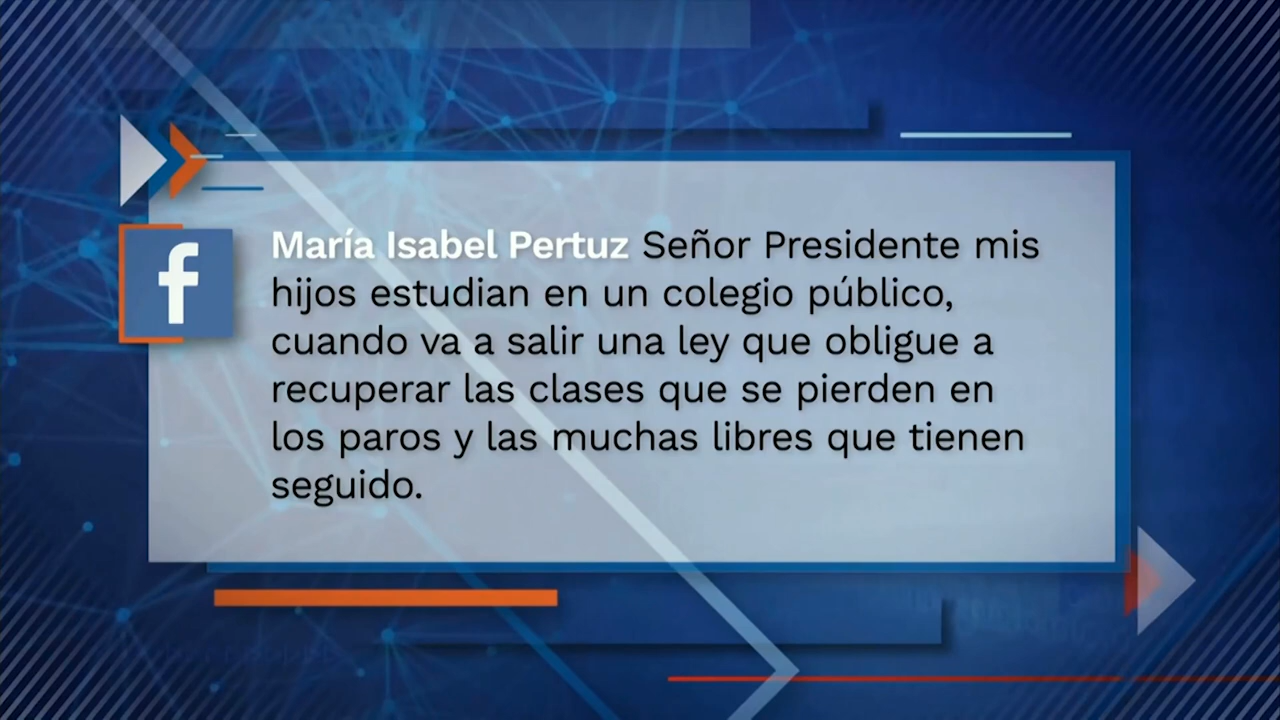 María Isabel Pertuz Señor Presidente mis
hijos estudian en un colegio público,
cuando va a salir una ley que obligue a
recuperar las clases que se pierden en
los paros y las muchas libres que tienen
seguido.